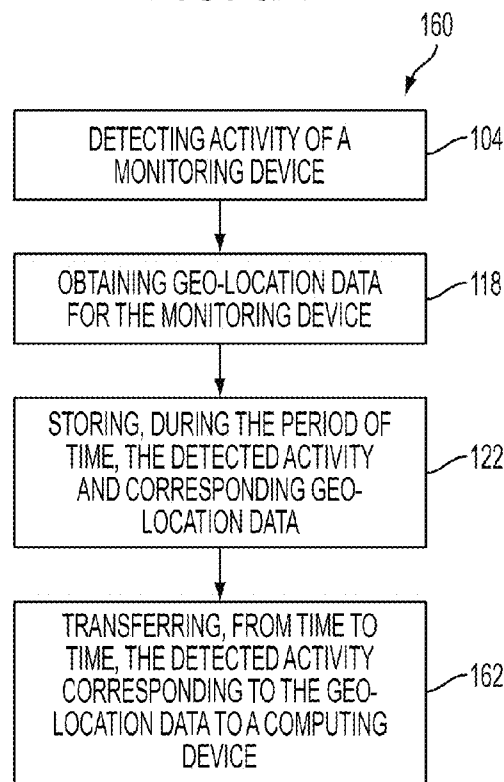 160
DETECTING ACTIVITY OF A
MONITORING DEVICE
104
OBTAINING GEO-LOCATION DATA
FOR THE MONITORING DEVICE
118
STORING, DURING THE PERIOD OF
TIME, THE DETECTED ACTIVITY
AND CORRESPONDING GEO-
LOCATION DATA
122
TRANSFERRING, FROM TIME TO
TIME, THE DETECTED ACTIVITY
CORRESPONDING TO THE GEO-
LOCATION DATA TO A COMPUTING
DEVICE
162